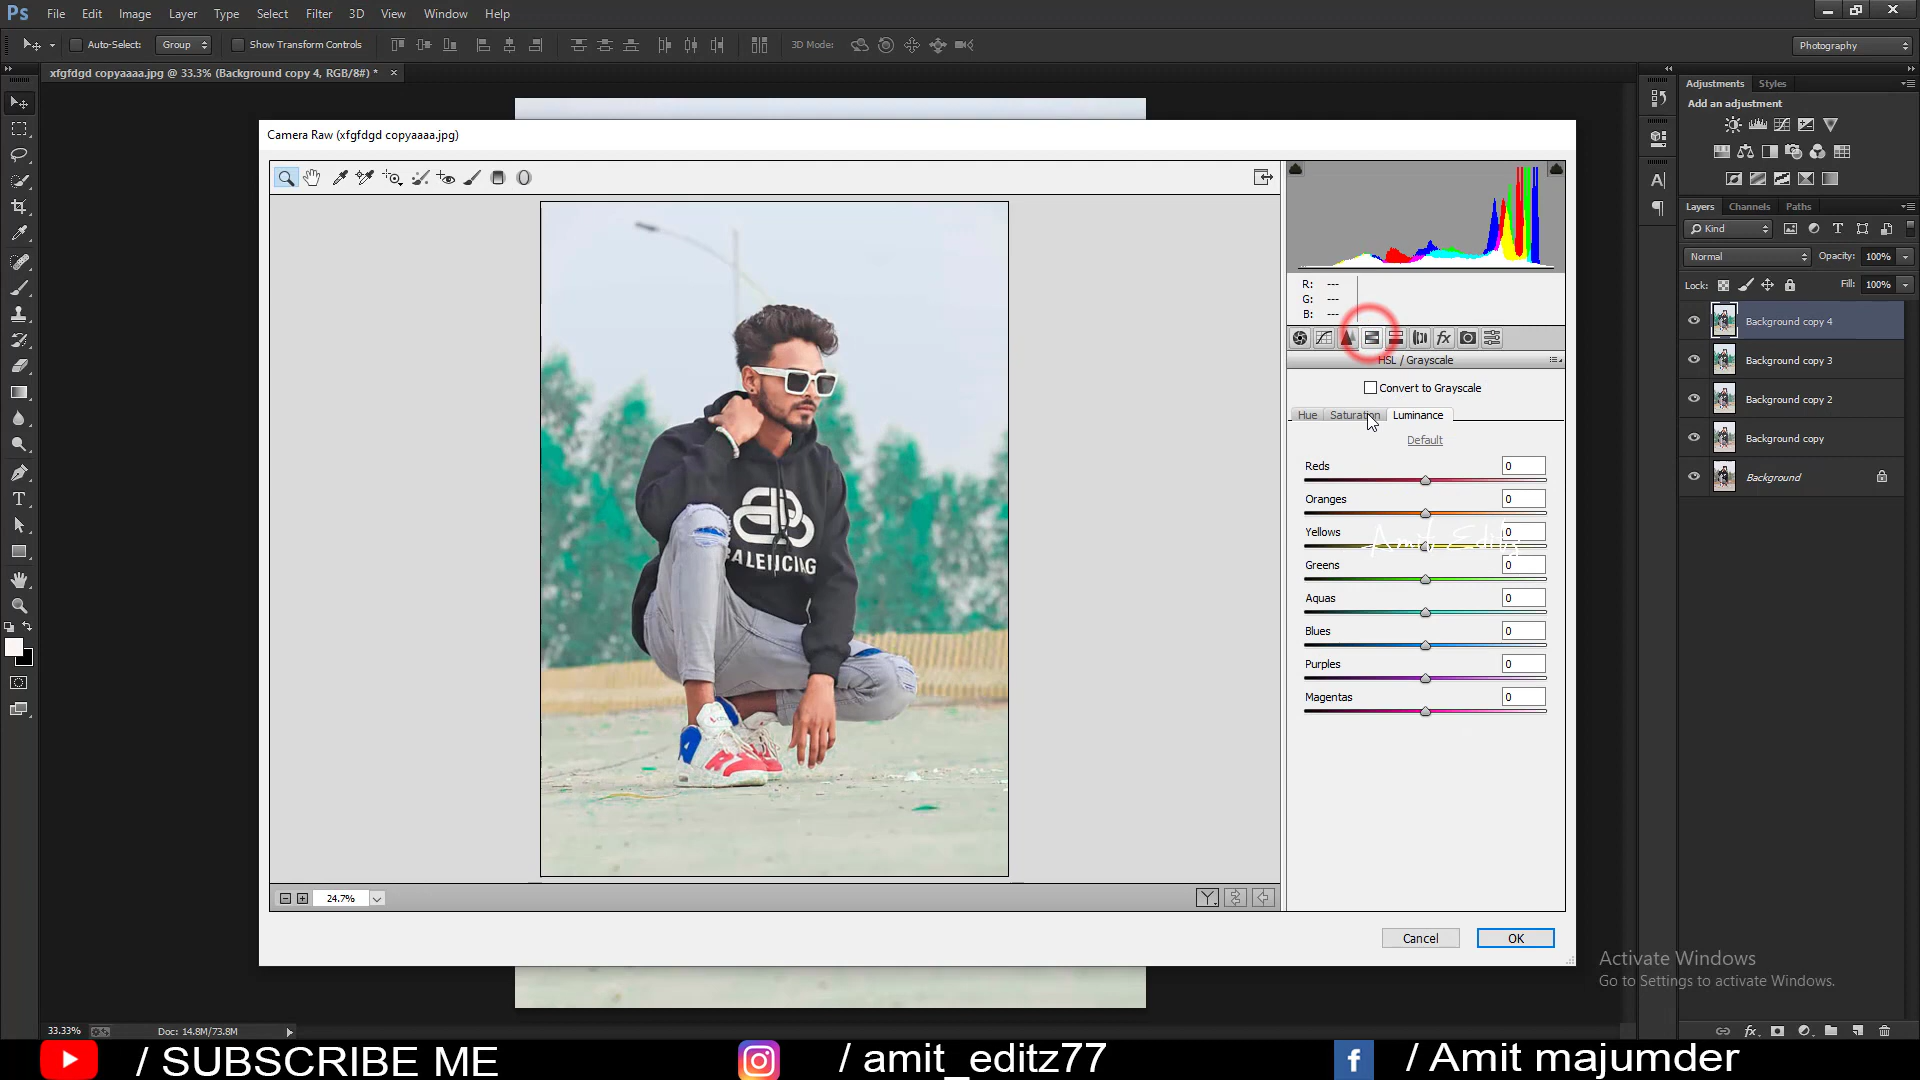 Ps File Edit Image Layer Type Select Filter 3D View Window Help
Auto-Select: Group Show Transform Controls 3D Mode: Photography
xfgfdgd copyaaaa.jpg @ 33.3% (Background copy 4, RGB/8#) * ×
Camera Raw (xfgfdgd copyaaaa.jpg)
R: ---
G: ---
B: ---
HSL / Grayscale
Convert to Grayscale
Hue Saturation Luminance
Default
Reds 0
Oranges 0
Yellows 0
Amit Editz
Greens 0
Aquas 0
Blues 0
Purples 0
Magentas 0
24.7%
Cancel OK
Adjustments Styles
Add an adjustment
Layers Channels Paths
Kind
Normal Opacity: 100%
Lock: Fill: 100%
Background copy 4
Background copy 3
Background copy 2
Background copy
Background
Activate Windows
Go to Settings to activate Windows.
33.33% Doc: 14.8M/73.8M
/ SUBSCRIBE ME / amit_editz77 / Amit majumder